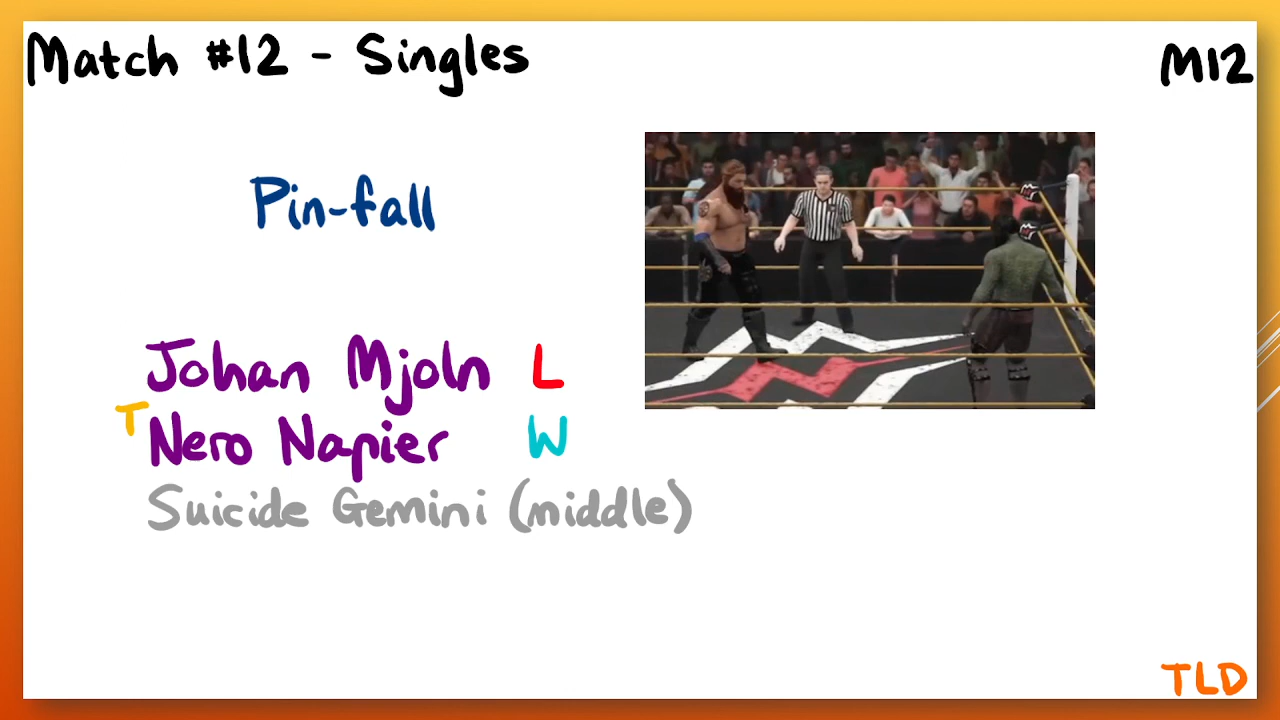 Match #12 - Singles
M12
Pin-fall
Johan Mjoln L
T Nero Napier W
Suicide Gemini (middle)
TLD